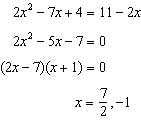 2x² − 7x + 4 = 11 − 2x
2x² − 5x − 7 = 0
(2x − 7)(x + 1) = 0
x = 7/2, −1